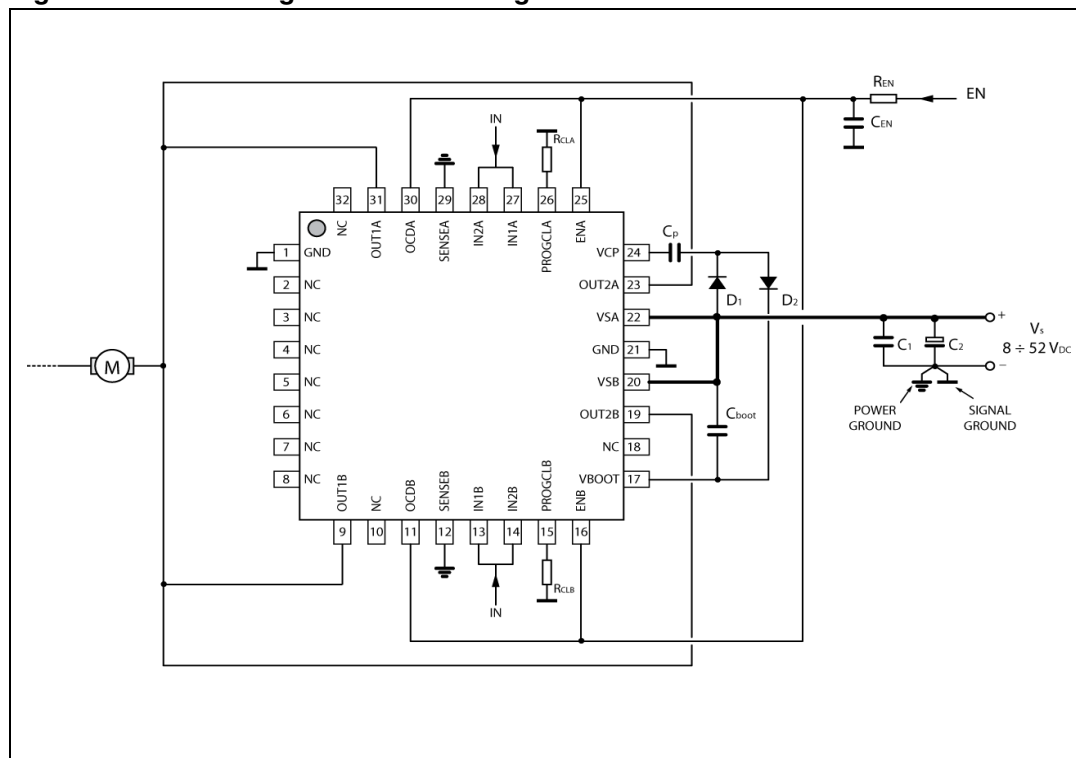 R_EN
EN
C_EN
IN
R_CLA
32 31 30 29 28 27 26 25
NC OUT1A OCDA SENSEA IN2A IN1A PROGCLA ENA
1 GND
2 NC
3 NC
4 NC
5 NC
6 NC
7 NC
8 NC
VCP 24
OUT2A 23
VSA 22
GND 21
VSB 20
OUT2B 19
NC 18
VBOOT 17
Cp
D1
D2
M
C1
C2
+
Vs
8 ÷ 52 VDC
−
POWER
GROUND
SIGNAL
GROUND
Cboot
OUT1B NC OCDB SENSEB IN1B IN2B PROGCLB ENB
9 10 11 12 13 14 15 16
IN
RCLB